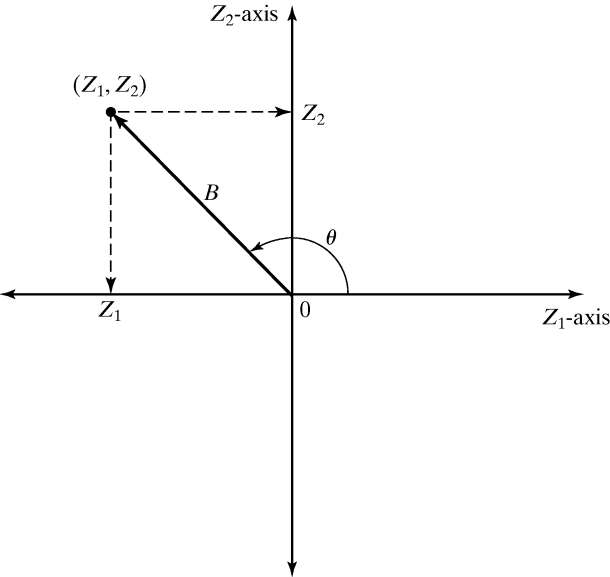 Z₂-axis
(Z₁, Z₂)
Z₂
B
θ
Z₁
0
Z₁-axis